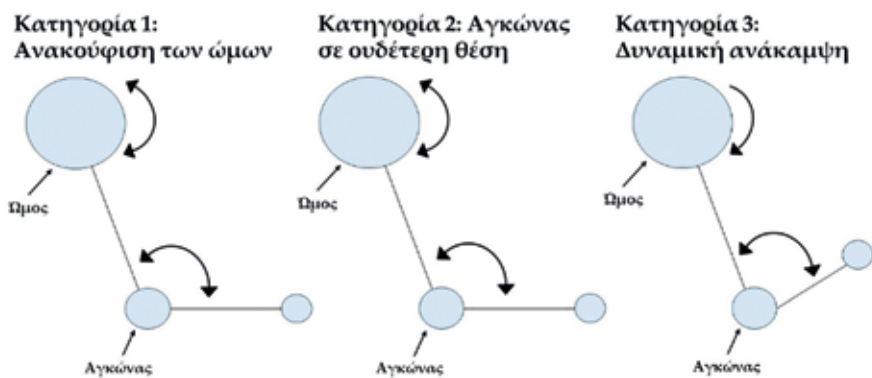 Κατηγορία 1:
Ανακούφιση των ώμων
Κατηγορία 2: Αγκώνας
σε ουδέτερη θέση
Κατηγορία 3:
Δυναμική ανάκαμψη
Ώμος
Ώμος
Ώμος
Αγκώνας
Αγκώνας
Αγκώνας